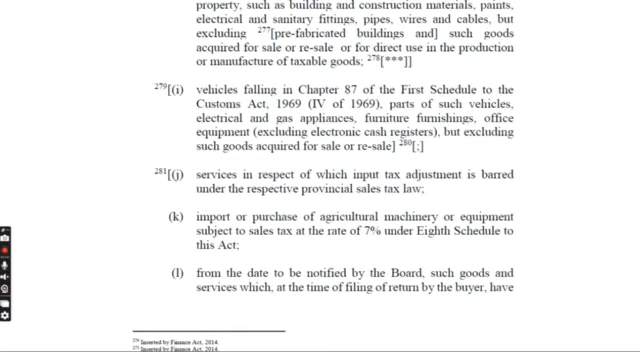 property, such as building and construction materials, paints,
electrical and sanitary fittings, pipes, wires and cables, but
excluding 277[pre-fabricated buildings and] such goods
acquired for sale or re-sale or for direct use in the production
or manufacture of taxable goods; 278[***]]
279[(i) vehicles falling in Chapter 87 of the First Schedule to the
Customs Act, 1969 (IV of 1969), parts of such vehicles,
electrical and gas appliances, furniture furnishings, office
equipment (excluding electronic cash registers), but excluding
such goods acquired for sale or re-sale] 280[;]
281[(j) services in respect of which input tax adjustment is barred
under the respective provincial sales tax law;
(k) import or purchase of agricultural machinery or equipment
subject to sales tax at the rate of 7% under Eighth Schedule to
this Act;
(l) from the date to be notified by the Board, such goods and
services which, at the time of filing of return by the buyer, have
274 Inserted by Finance Act, 2014.
275 Inserted by Finance Act, 2014.